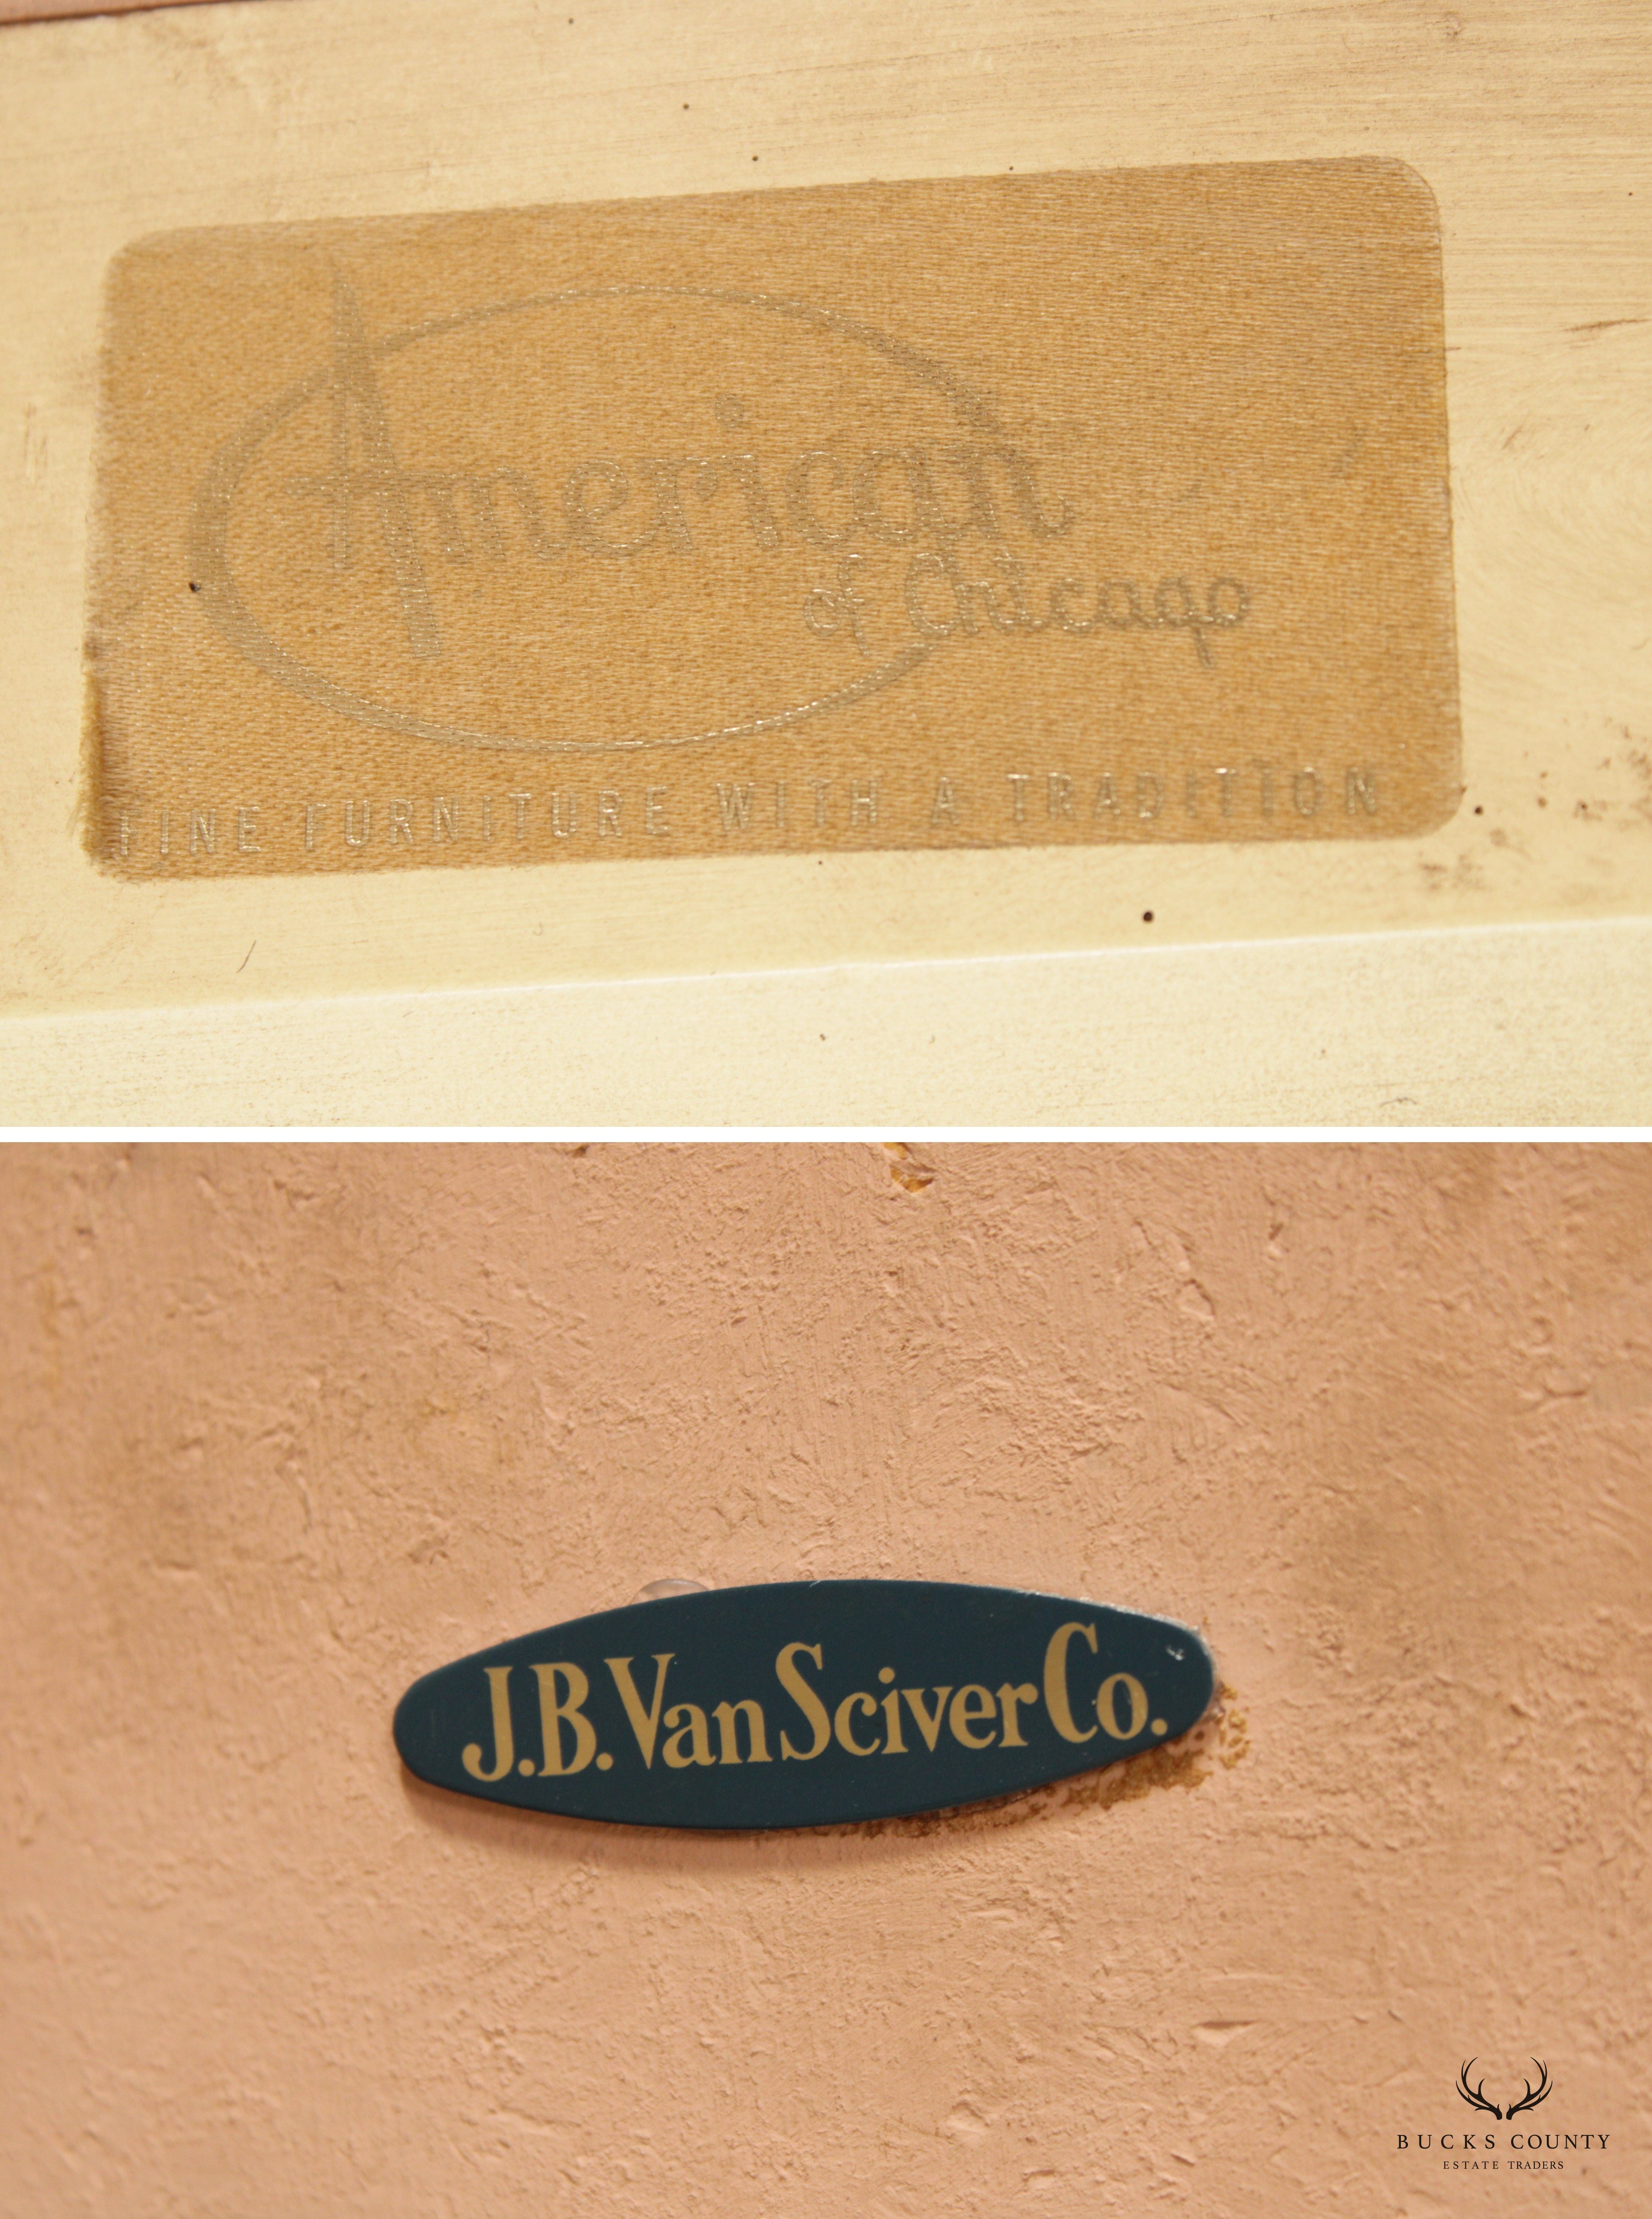 American
of Chicago
FINE FURNITURE WITH A TRADITION
J.B. Van Sciver Co.
BUCKS COUNTY
ESTATE TRADERS